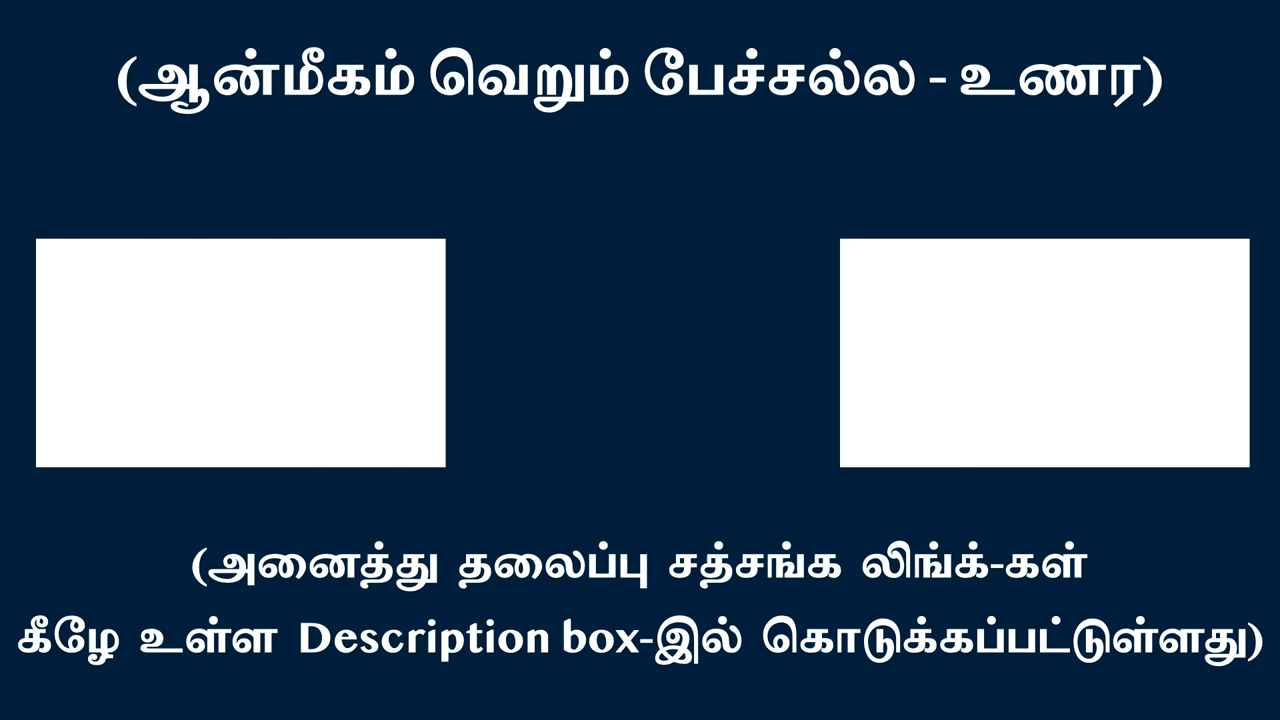 (ஆன்மீகம் வெறும் பேச்சல்ல - உணர)
(அனைத்து தலைப்பு சத்சங்க லிங்க்-கள்
கீழே உள்ள Description box-இல் கொடுக்கப்பட்டுள்ளது)